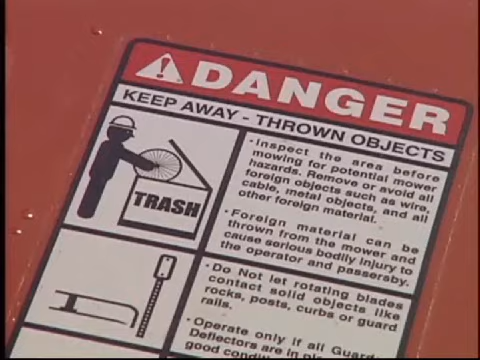 DANGER
KEEP AWAY - THROWN OBJECTS
TRASH
· Inspect the area before
mowing for potential mower
hazards. Remove or avoid all
foreign objects such as wire,
cable, metal objects, and all
other foreign material.
· Foreign material can be
thrown from the mower and
cause serious bodily injury to
the operator and passersby.
· Do Not let rotating blades
contact solid objects like
rocks, posts, curbs or guard
rails.
· Operate only if all Guar
Deflectors are in pl
good condi